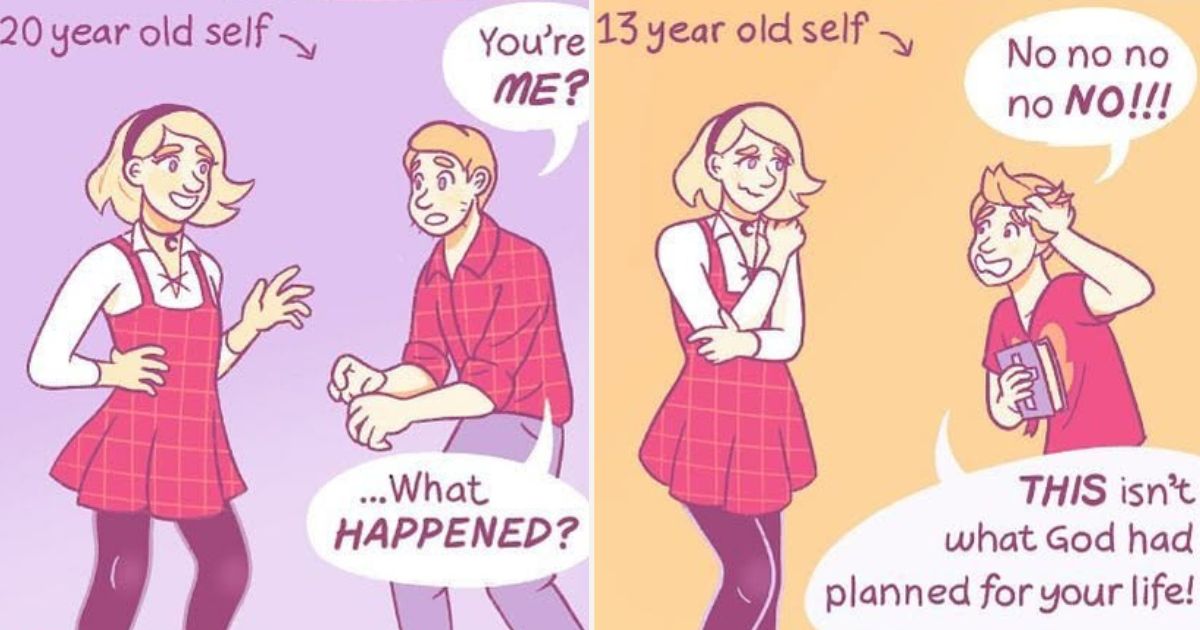 20 year old self
You're
ME?
...What
HAPPENED?
13 year old self
No no no
no NO!!!
THIS isn't
what God had
planned for your life!